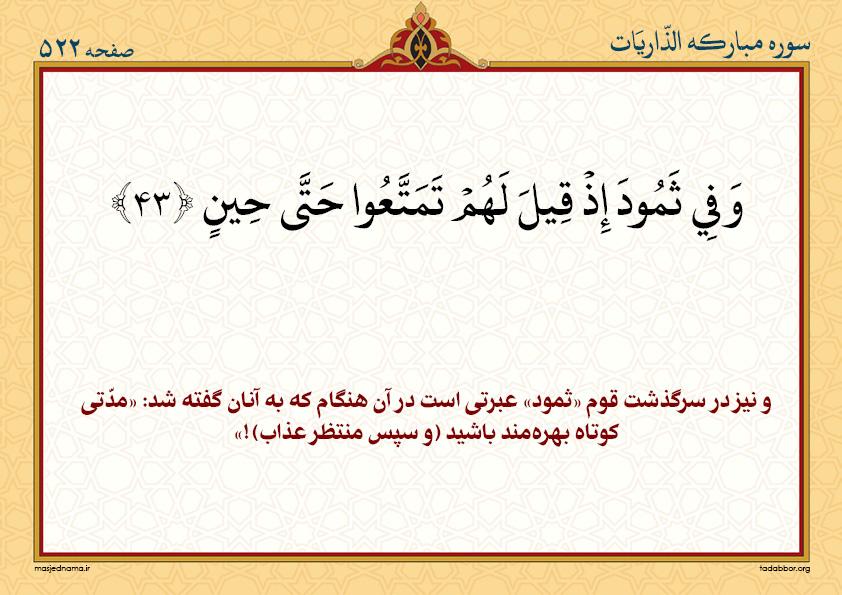 سوره مبارکه الذّاریَات
صفحه ۵۲۲
وَ فِي ثَمُودَ إِذْ قِيلَ لَهُمْ تَمَتَّعُوا حَتَّى حِينٍ ﴿۴۳﴾
و نیز در سرگذشت قوم «ثمود» عبرتی است در آن هنگام که به آنان گفته شد: «مدّتی
کوتاه بهره‌مند باشید (و سپس منتظر عذاب)!»
masjednama.ir
tadabbor.org